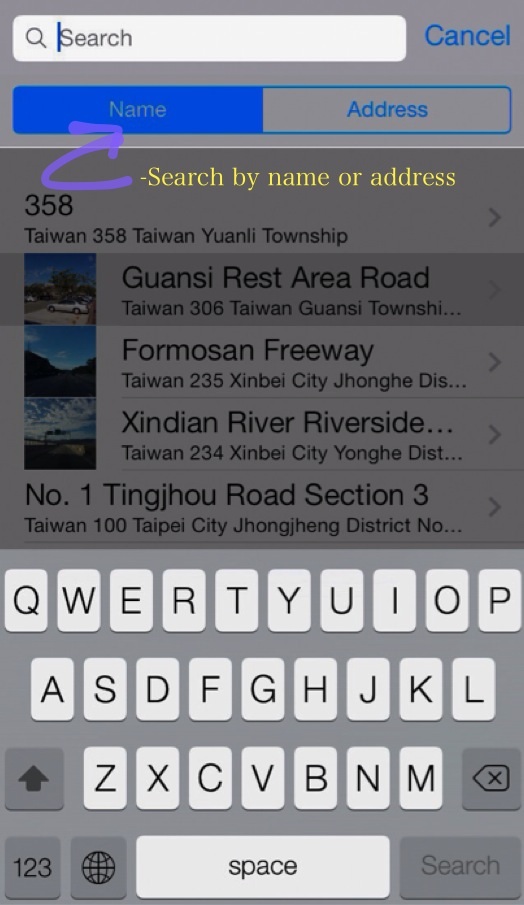 Search
Cancel
Name
Address
-Search by name or address
358
Taiwan 358 Taiwan Yuanli Township
Guansi Rest Area Road
Taiwan 306 Taiwan Guansi Townshi...
Formosan Freeway
Taiwan 235 Xinbei City Jhonghe Dis...
Xindian River Riverside...
Taiwan 234 Xinbei City Yonghe Dist...
No. 1 Tingjhou Road Section 3
Taiwan 100 Taipei City Jhongjheng District No...
Q W E R T Y U I O P
A S D F G H J K L
Z X C V B N M
123 space Search